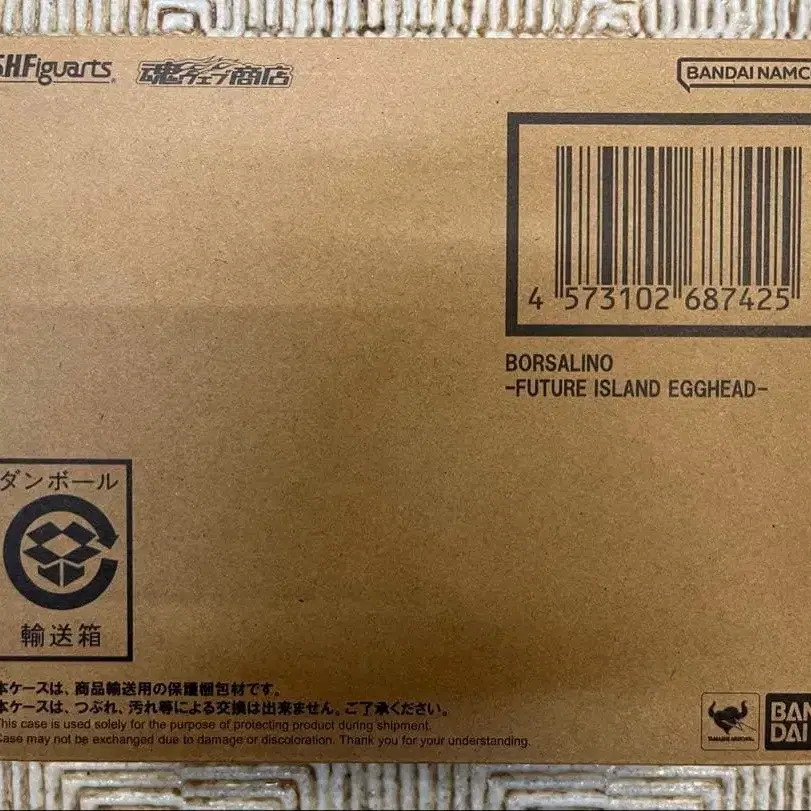 S.H.Figuarts
魂ウェブ商店
BANDAI NAMCO
4 573102 687425
BORSALINO
-FUTURE ISLAND EGGHEAD-
ダンボール
輸送箱
本ケースは、商品輸送用の保護梱包材です。
本ケースは、つぶれ、汚れ等による交換は出来ません。ご了承ください。
This case is used solely for the purpose of protecting product during shipment.
Case may not be exchanged due to damage or discoloration. Thank you for your understanding.
TAMASHII NATIONS
BAN
DAI